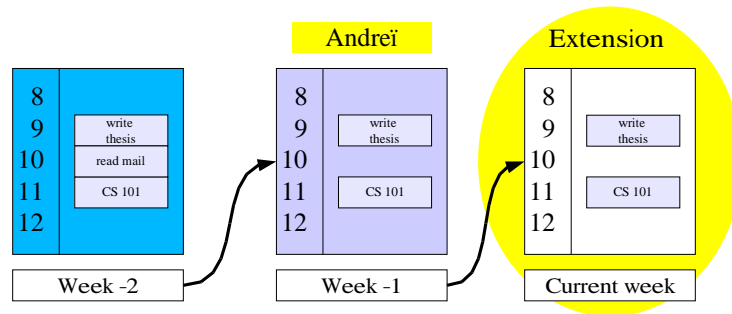 Andreï
Extension
8
9
10
11
12
write
thesis
read mail
CS 101
Week -2
8
9
10
11
12
write
thesis
CS 101
Week -1
8
9
10
11
12
write
thesis
CS 101
Current week